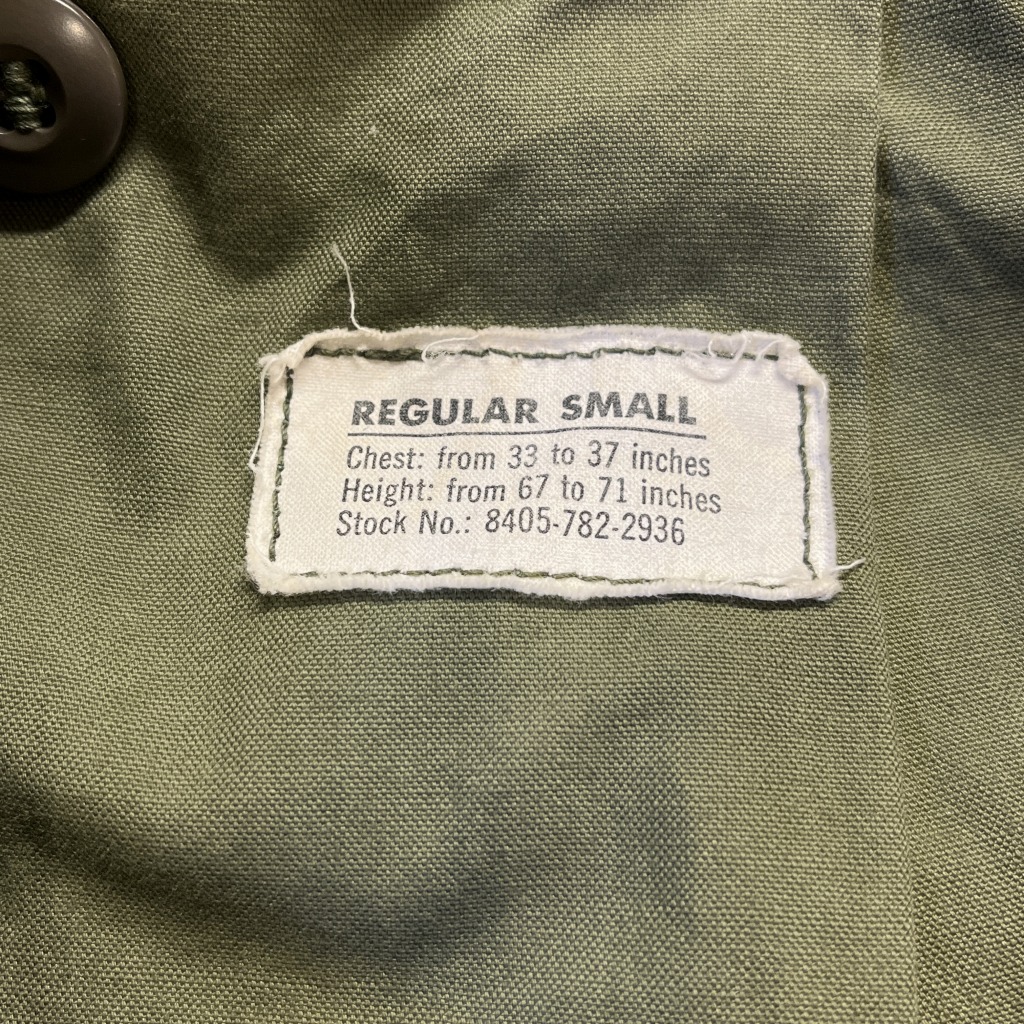 REGULAR SMALL
Chest: from 33 to 37 inches
Height: from 67 to 71 inches
Stock No.: 8405-782-2936